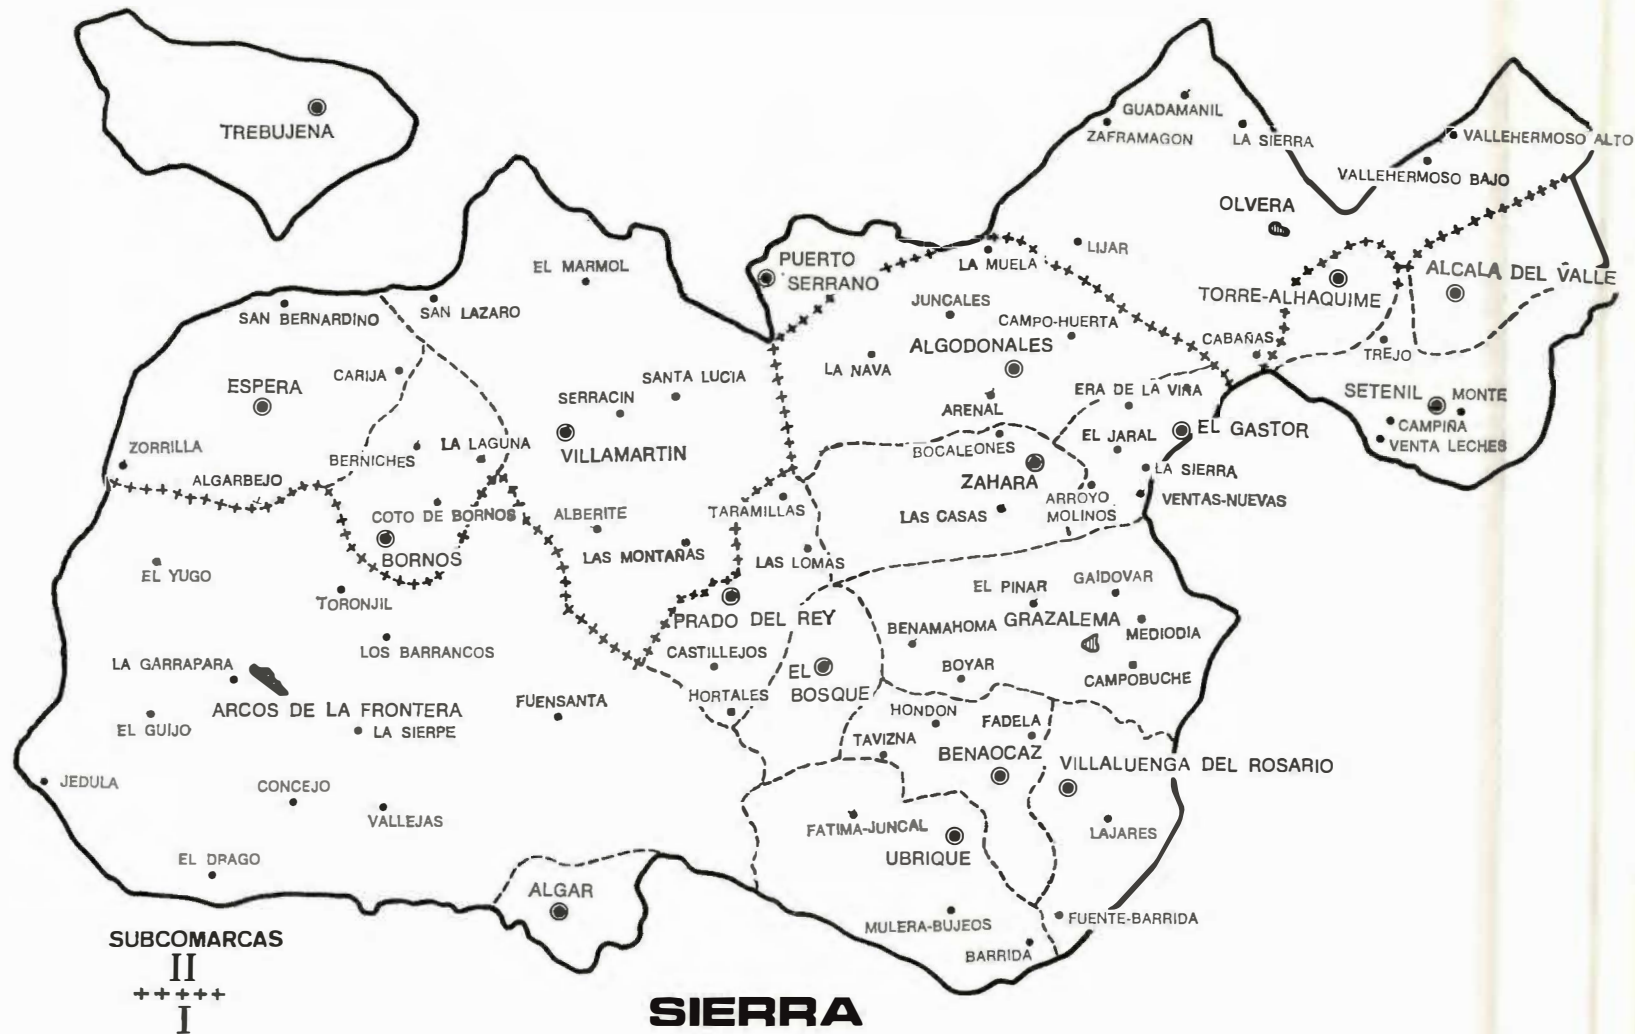 TREBUJENA
GUADAMANIL
ZAFRAMAGON
LA SIERRA
VALLEHERMOSO ALTO
VALLEHERMOSO BAJO
OLVERA
EL MARMOL
PUERTO
SERRANO
LA MUELA
LIJAR
ALCALA DEL VALLE
TORRE-ALHAQUIME
SAN BERNARDINO
SAN LAZARO
JUNCALES
CAMPO-HUERTA
CABAÑAS
TREJO
ALGODONALES
LA NAVA
ESPERA
CARIJA
SANTA LUCIA
SERRACIN
ERA DE LA VIÑA
SETENIL
MONTE
ARENAL
CAMPIÑA
VENTA LECHES
ZORRILLA
BERNICHES
LA LAGUNA
VILLAMARTIN
BOCALEONES
EL JARAL
EL GASTOR
ALGARBEJO
ZAHARA
LA SIERRA
VENTAS-NUEVAS
ARROYO
MOLINOS
COTO DE BORNOS
ALBERITE
TARAMILLAS
LAS CASAS
BORNOS
LAS MONTAÑAS
LAS LOMAS
EL YUGO
TORONJIL
EL PINAR
GAIDOVAR
PRADO DEL REY
BENAMAHOMA
GRAZALEMA
MEDIODIA
LOS BARRANCOS
CASTILLEJOS
LA GARRAPARA
EL
BOSQUE
BOYAR
CAMPOBUCHE
HORTALES
FUENSANTA
ARCOS DE LA FRONTERA
EL GUIJO
LA SIERPE
HONDON
FADELA
TAVIZNA
BENAOCAZ
VILLALUENGA DEL ROSARIO
JEDULA
CONCEJO
VALLEJAS
FATIMA-JUNCAL
LAJARES
UBRIQUE
EL DRAGO
ALGAR
MULERA-BUJEOS
FUENTE-BARRIDA
BARRIDA
SUBCOMARCAS
II
+++++
I
SIERRA